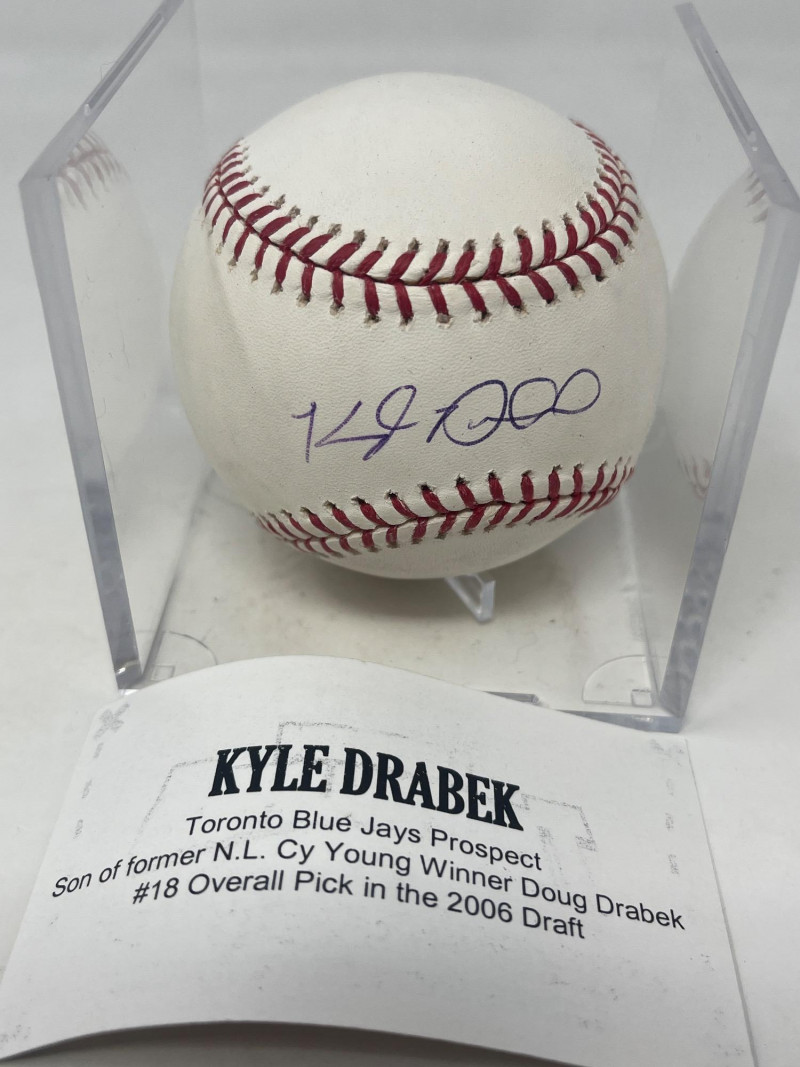 KYLE DRABEK
Toronto Blue Jays Prospect
Son of former N.L. Cy Young Winner Doug Drabek
#18 Overall Pick in the 2006 Draft